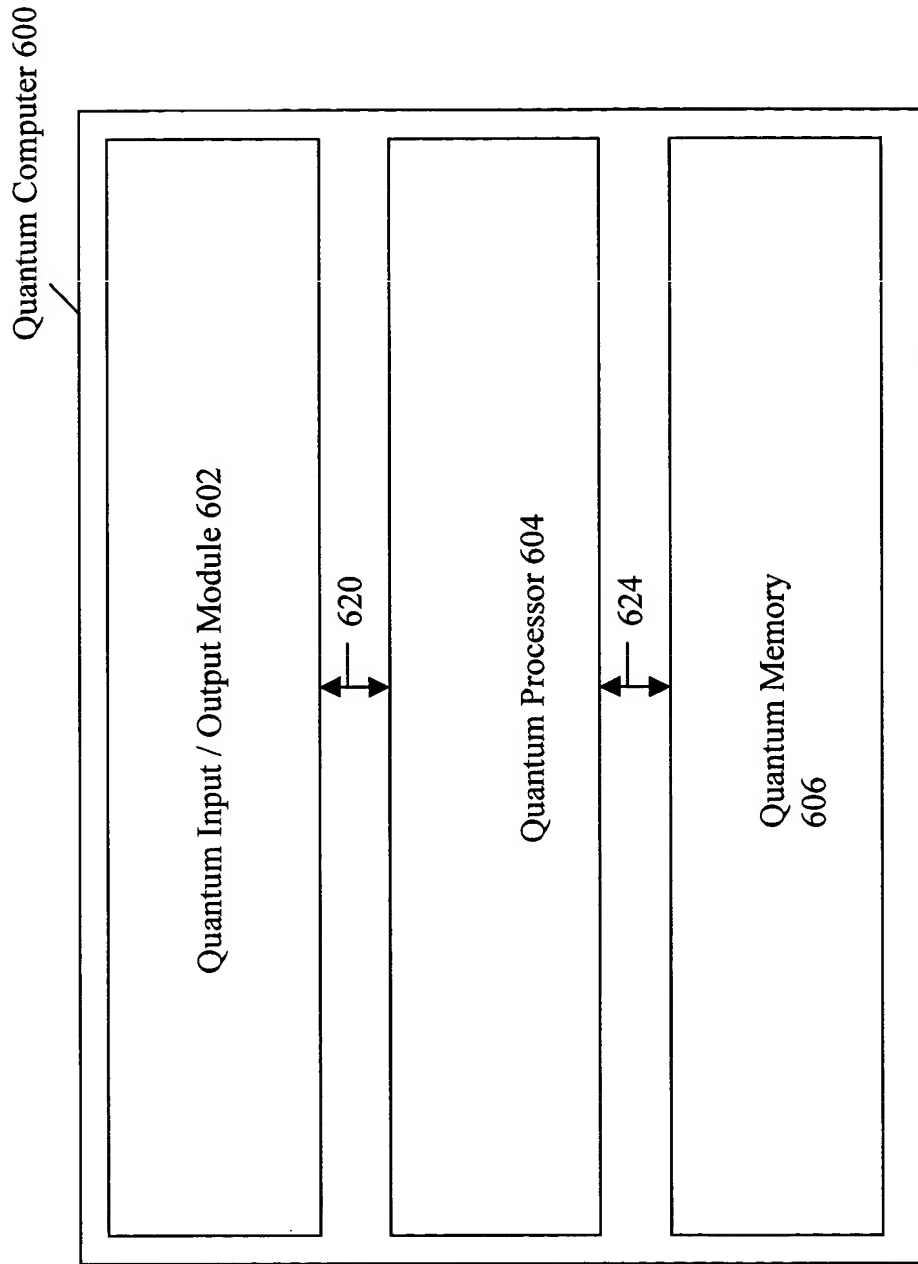 Quantum Computer 600
Quantum Input / Output Module 602
620
Quantum Processor 604
624
Quantum Memory
606